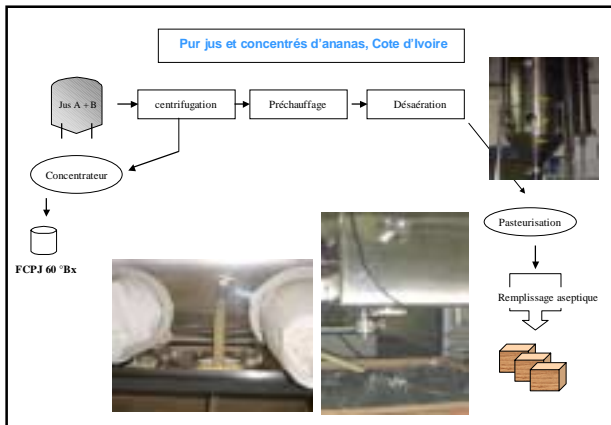 Pur jus et concentrés d'ananas, Cote d'Ivoire
Jus A + B
centrifugation
Préchauffage
Désaération
Concentrateur
Pasteurisation
FCPJ 60 °Bx
Remplissage aseptique